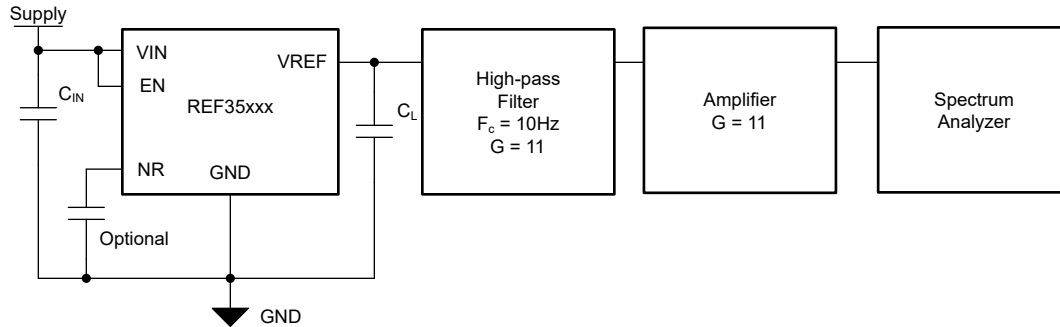 Supply
VIN
EN
REF35xxx
VREF
C_IN
NR
GND
Optional
C_L
High-pass
Filter
F_c = 10Hz
G = 11
Amplifier
G = 11
Spectrum
Analyzer
GND